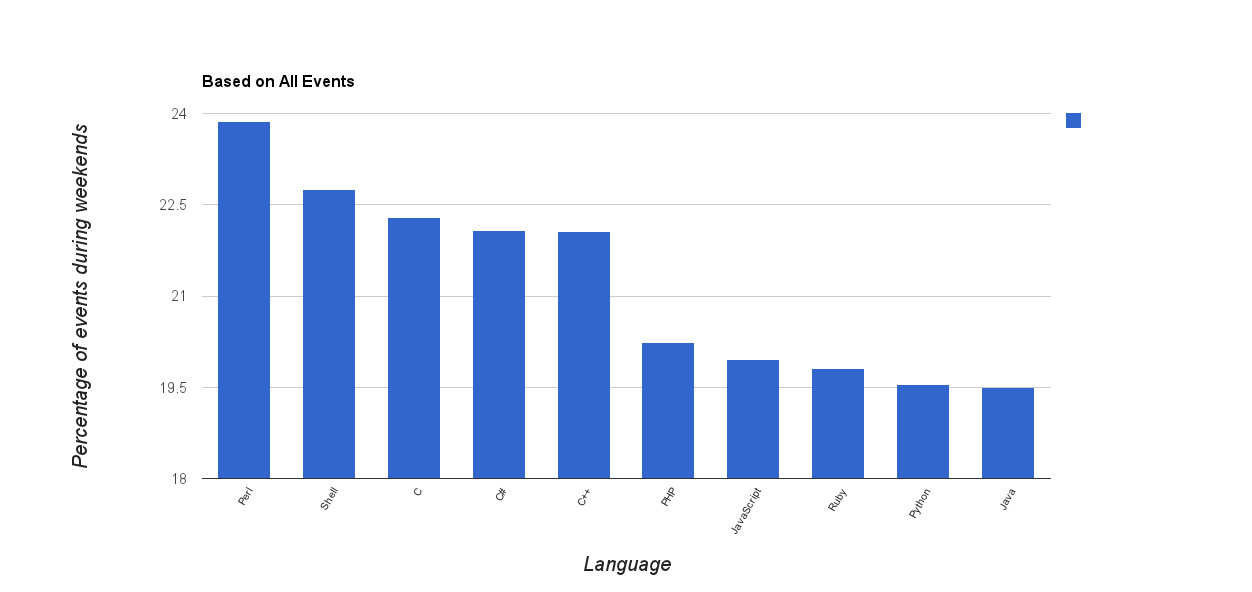 Based on All Events
Percentage of events during weekends
24
22.5
21
19.5
18
Perl
Shell
C
C#
C++
PHP
JavaScript
Ruby
Python
Java
Language